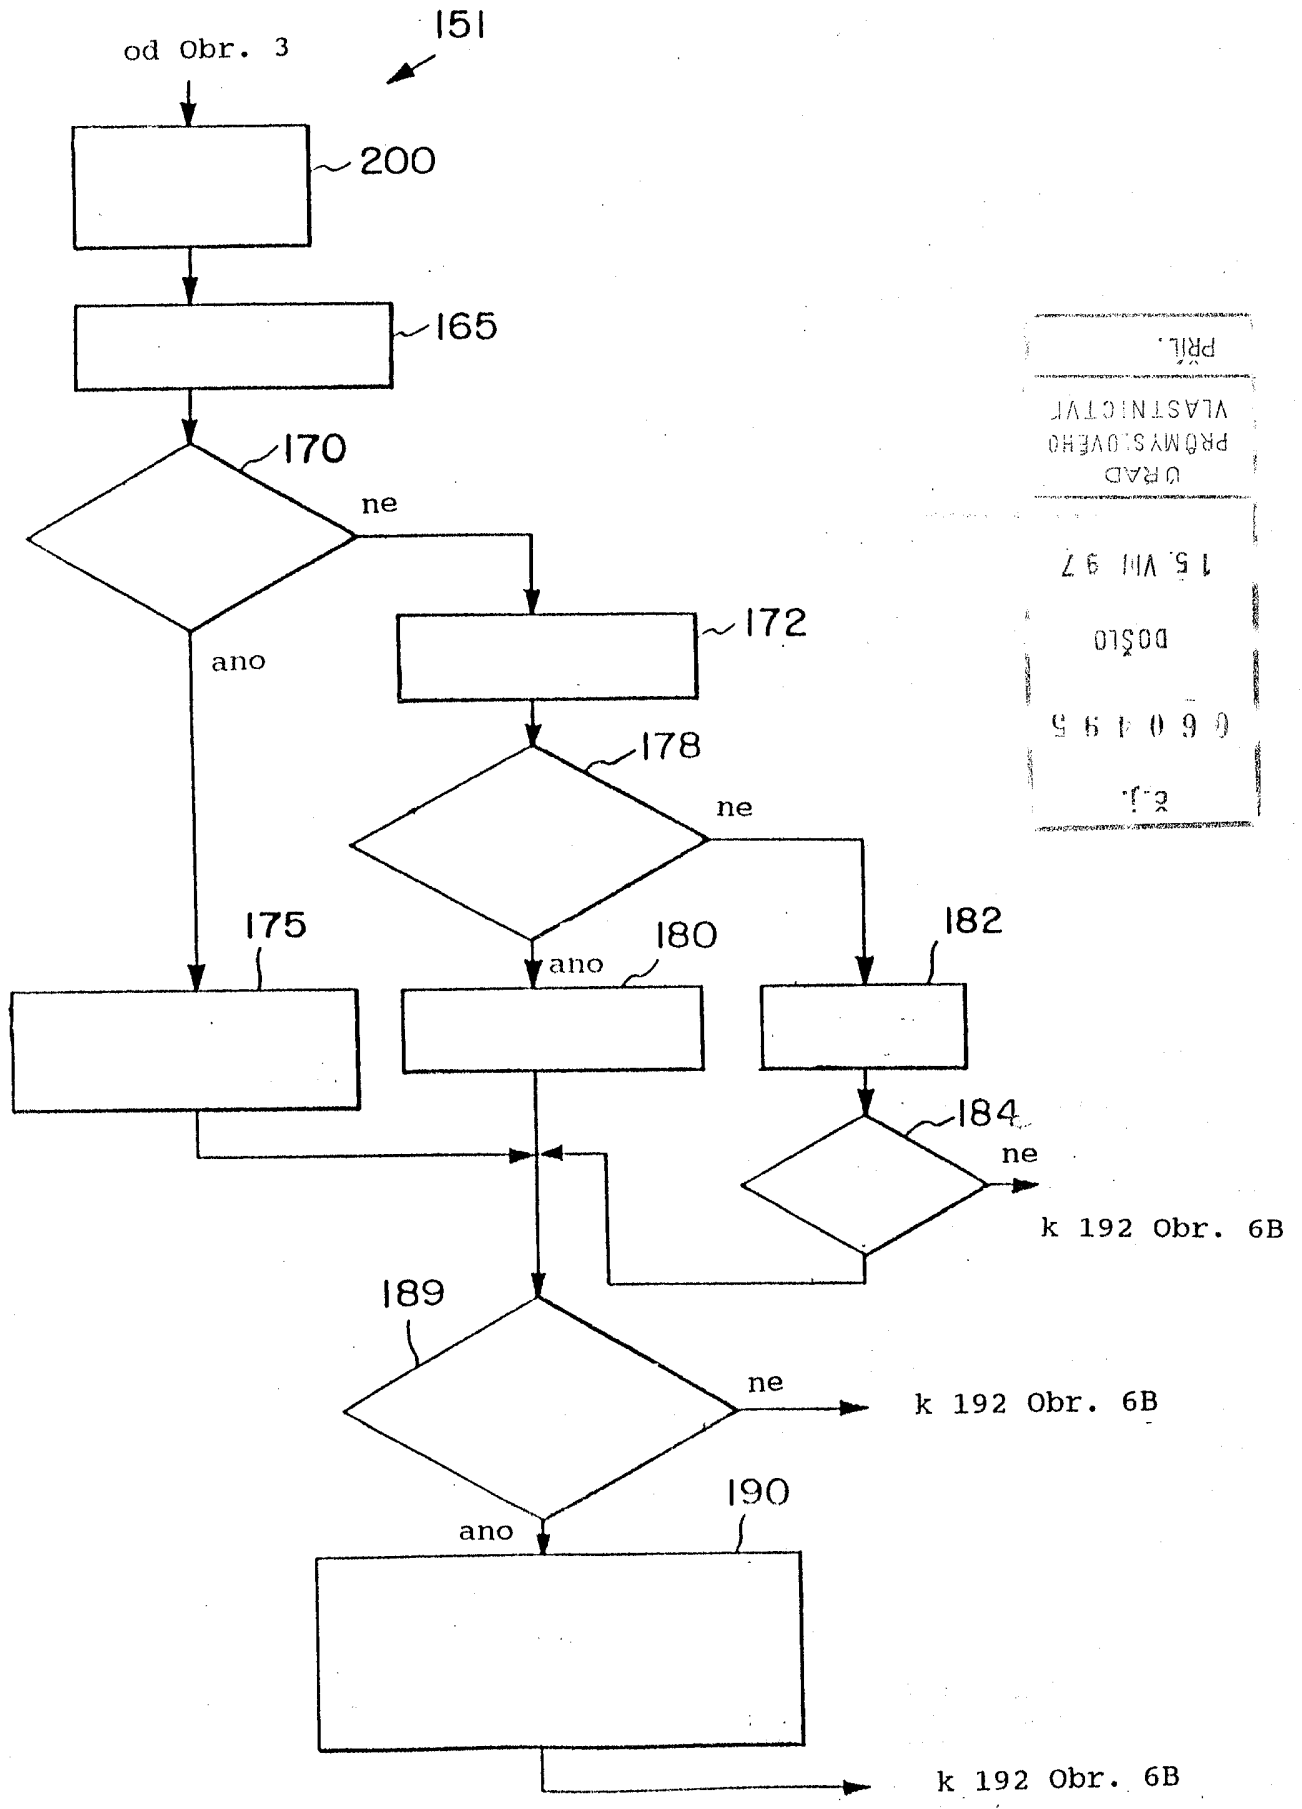 151
od Obr. 3
200
165
170
ne
172
ano
178
ne
175
180
182
ano
184
ne
k 192 Obr. 6B
189
ne
k 192 Obr. 6B
190
ano
k 192 Obr. 6B
č.j.
060495
DOŠLO
15. VIII 97
ÚŘAD
PRŮMYSLOVÉHO
VLASTNICTVÍ
PŘÍL.